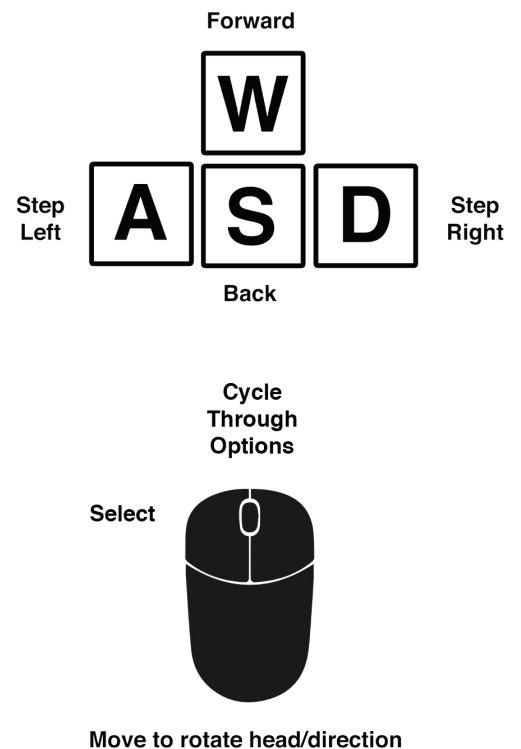 Forward
W
Step
Left
A S D
Step
Right
Back
Cycle
Through
Options
Select
Move to rotate head/direction